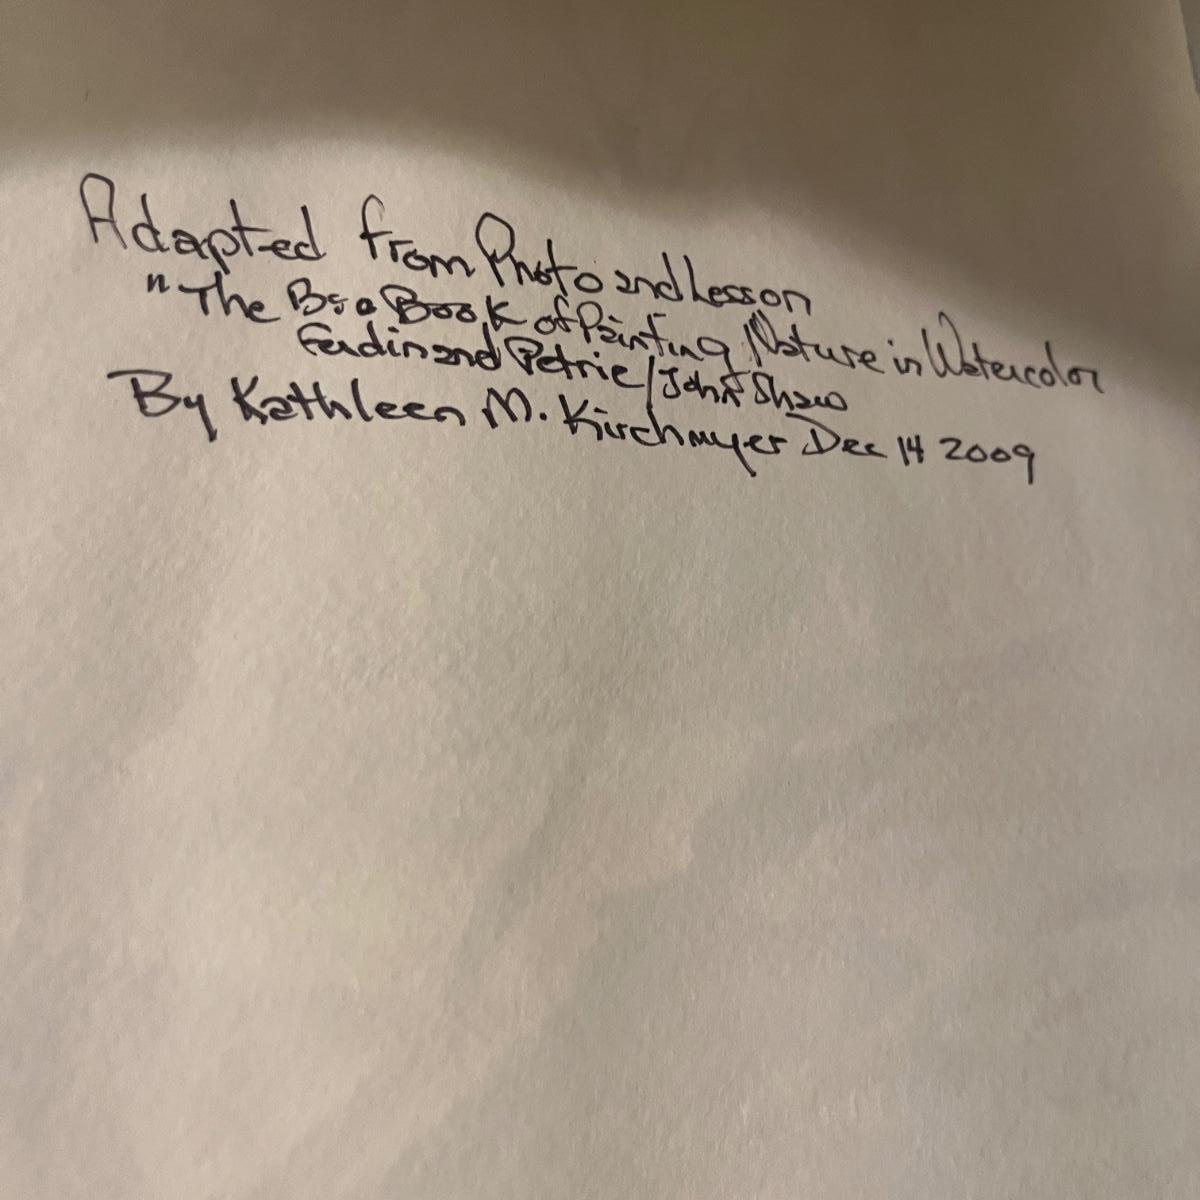 Adapted from Photo and Lesson
"The Big Book of Painting Nature in Watercolor
Ferdinand Petrie/John Shaw
By Kathleen M. Kirchmeyer Dec 14 2009